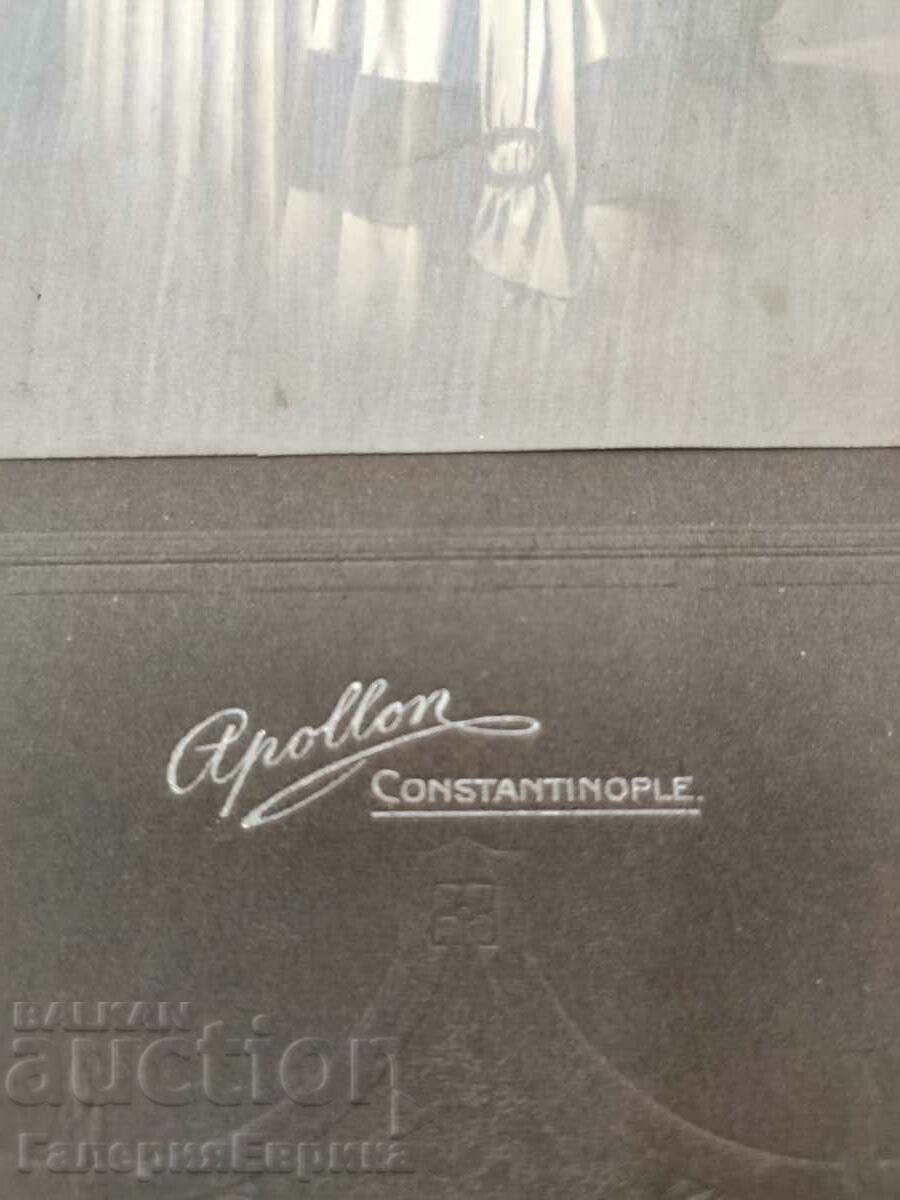 Apollon
CONSTANTINOPLE.
BALKAN
auction
ГалерияЕврика